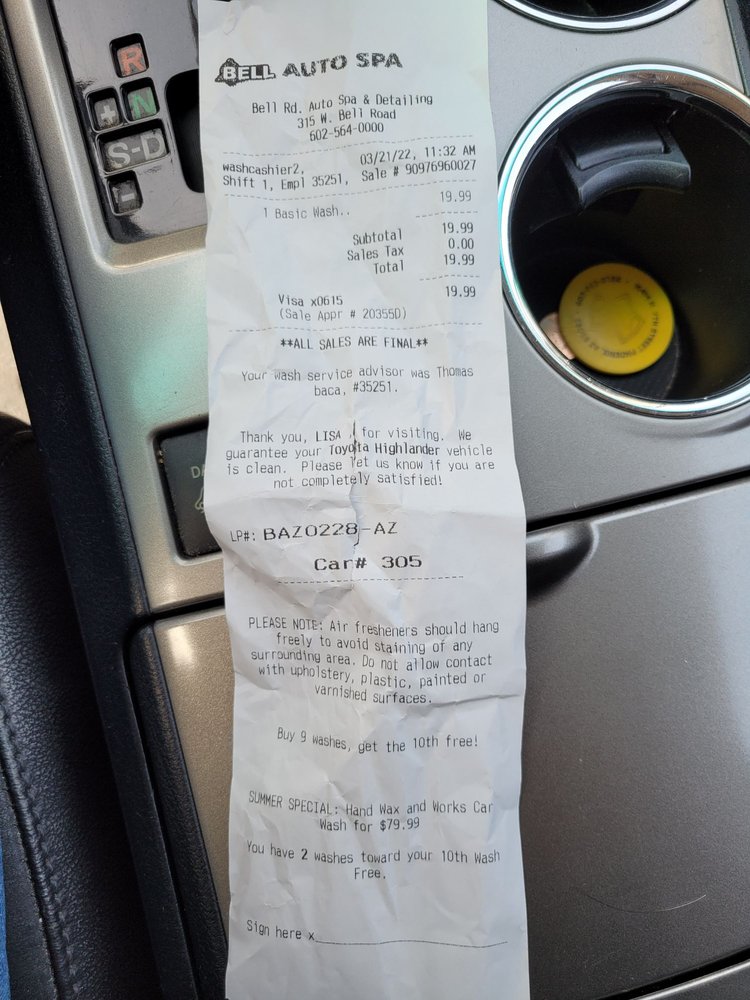 BELL AUTO SPA
Bell Rd. Auto Spa & Detailing
315 W. Bell Road
602-564-0000
washcashier2, 03/21/22, 11:32 AM
Shift 1, Empl 35251, Sale # 90976960027
1 Basic Wash.. 19.99
Subtotal 19.99
Sales Tax 0.00
Total 19.99
Visa x0615 19.99
(Sale Appr # 20355D)
**ALL SALES ARE FINAL**
Your wash service advisor was Thomas
baca, #35251.
Thank you, LISA , for visiting. We
guarantee your Toyota Highlander vehicle
is clean. Please let us know if you are
not completely satisfied!
LP#: BAZ0228-AZ
Car# 305
PLEASE NOTE: Air fresheners should hang
freely to avoid staining of any
surrounding area. Do not allow contact
with upholstery, plastic, painted or
varnished surfaces.
Buy 9 washes, get the 10th free!
SUMMER SPECIAL: Hand Wax and Works Car
Wash for $79.99
You have 2 washes toward your 10th Wash
Free.
Sign here x
R
+ N
S-D
-